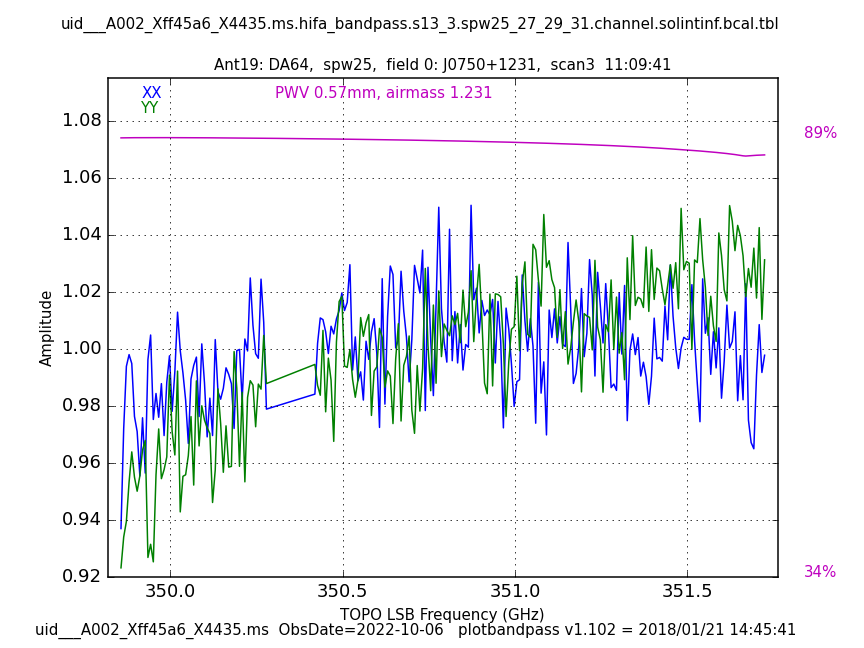 uid___A002_Xff45a6_X4435.ms.hifa_bandpass.s13_3.spw25_27_29_31.channel.solintinf.bcal.tbl
Ant19: DA64,  spw25,  field 0: J0750+1231,  scan3  11:09:41
XX
PWV 0.57mm, airmass 1.231
YY
89%
34%
1.08
1.06
1.04
1.02
1.00
0.98
0.96
0.94
0.92
Amplitude
350.0
350.5
351.0
351.5
TOPO LSB Frequency (GHz)
uid___A002_Xff45a6_X4435.ms  ObsDate=2022-10-06   plotbandpass v1.102 = 2018/01/21 14:45:41